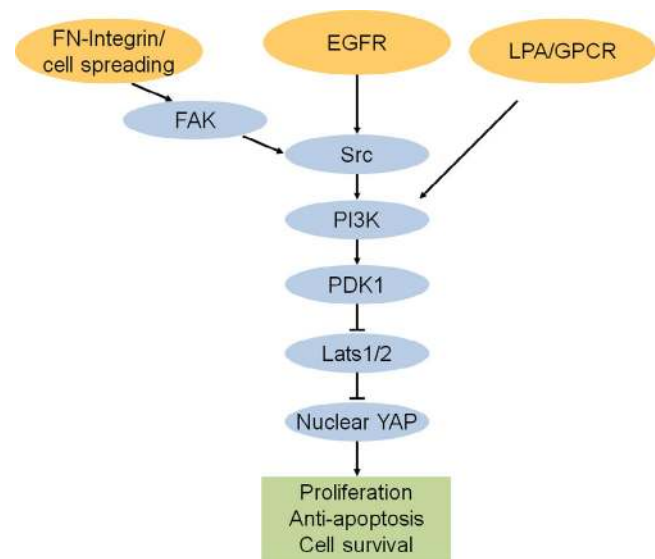 FN-Integrin/
cell spreading
EGFR
LPA/GPCR
FAK
Src
PI3K
PDK1
Lats1/2
Nuclear YAP
Proliferation
Anti-apoptosis
Cell survival